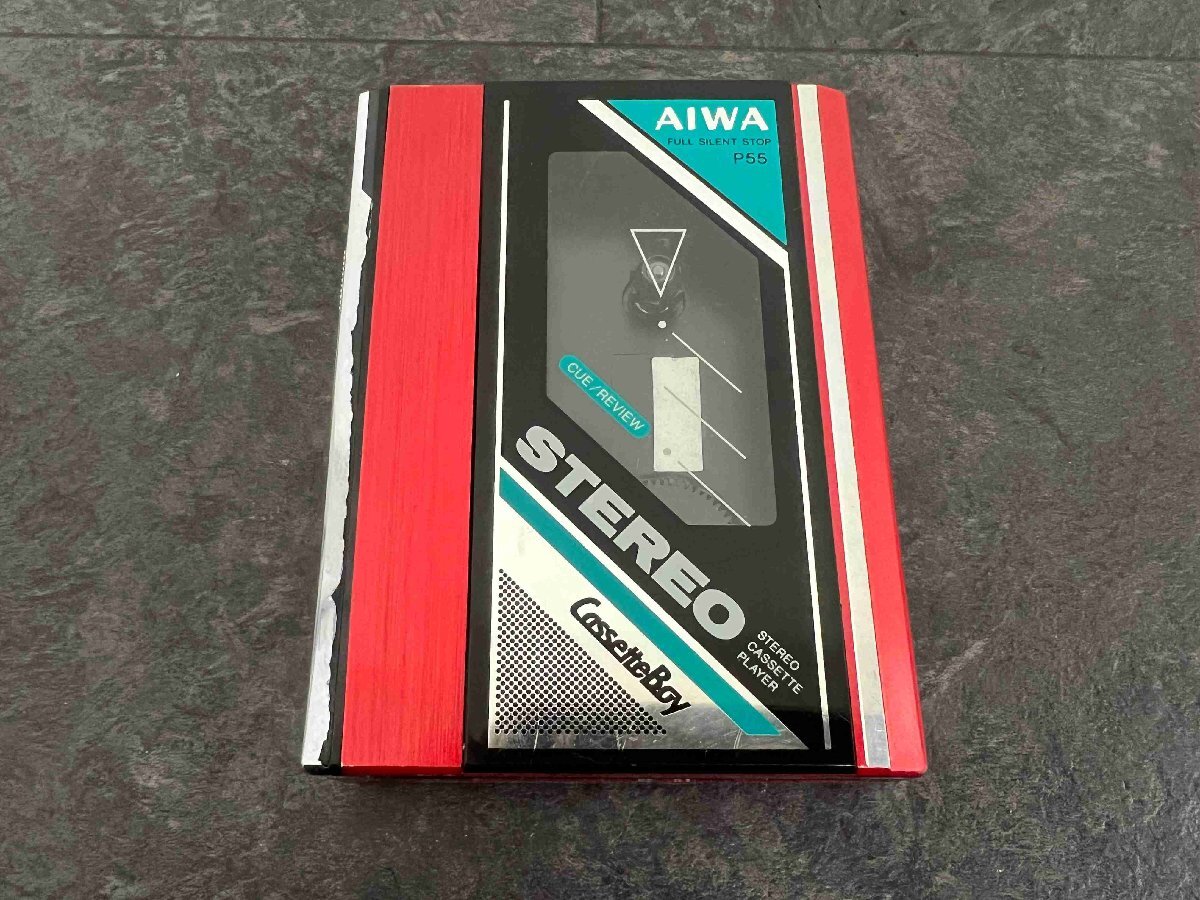 AIWA
FULL SILENT STOP
P55
CUE/REVIEW
STEREO
CassetteBoy
STEREO
CASSETTE
PLAYER